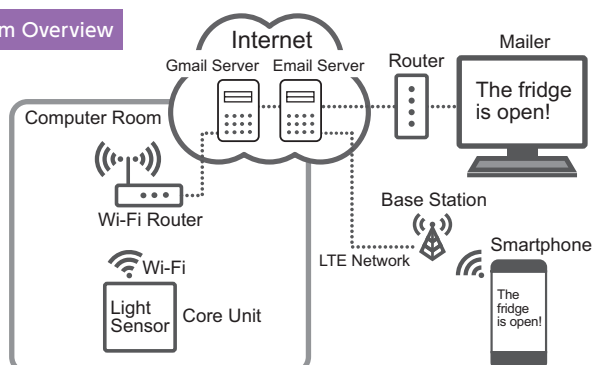 m Overview
Internet
Gmail Server
Email Server
Router
Mailer
The fridge
is open!
Computer Room
Wi-Fi Router
Base Station
LTE Network
Smartphone
The
fridge
is open!
Wi-Fi
Light
Sensor
Core Unit